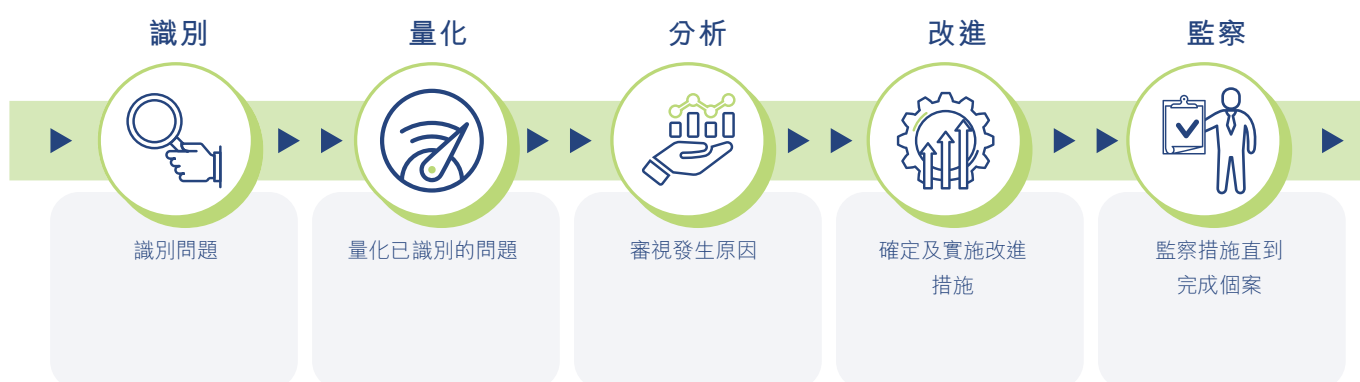 識別
量化
分析
改進
監察
識別問題
量化已識別的問題
審視發生原因
確定及實施改進
措施
監察措施直到
完成個案